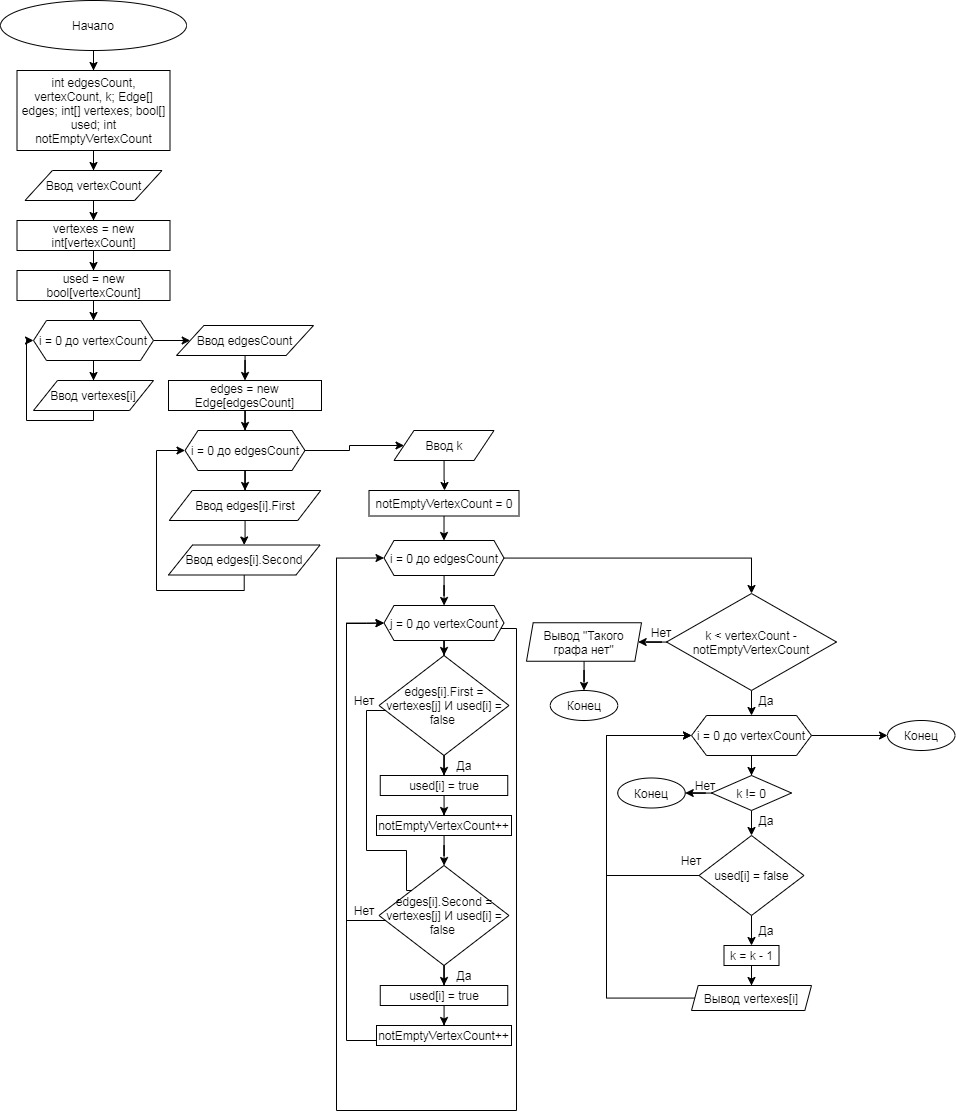 Начало
int edgesCount,
vertexCount, k; Edge[]
edges; int[] vertexes; bool[]
used; int
notEmptyVertexCount
Ввод vertexCount
vertexes = new
int[vertexCount]
used = new
bool[vertexCount]
i = 0 до vertexCount
Ввод vertexes[i]
Ввод edgesCount
edges = new
Edge[edgesCount]
i = 0 до edgesCount
Ввод edges[i].First
Ввод edges[i].Second
Ввод k
notEmptyVertexCount = 0
i = 0 до edgesCount
j = 0 до vertexCount
edges[i].First =
vertexes[j] И used[i] =
false
Нет
Да
used[i] = true
notEmptyVertexCount++
edges[i].Second =
vertexes[j] И used[i] =
false
Нет
Да
used[i] = true
notEmptyVertexCount++
k < vertexCount -
notEmptyVertexCount
Нет
Вывод "Такого
графа нет"
Конец
Да
i = 0 до vertexCount
Конец
k != 0
Нет
Конец
Да
used[i] = false
Нет
Да
k = k - 1
Вывод vertexes[i]